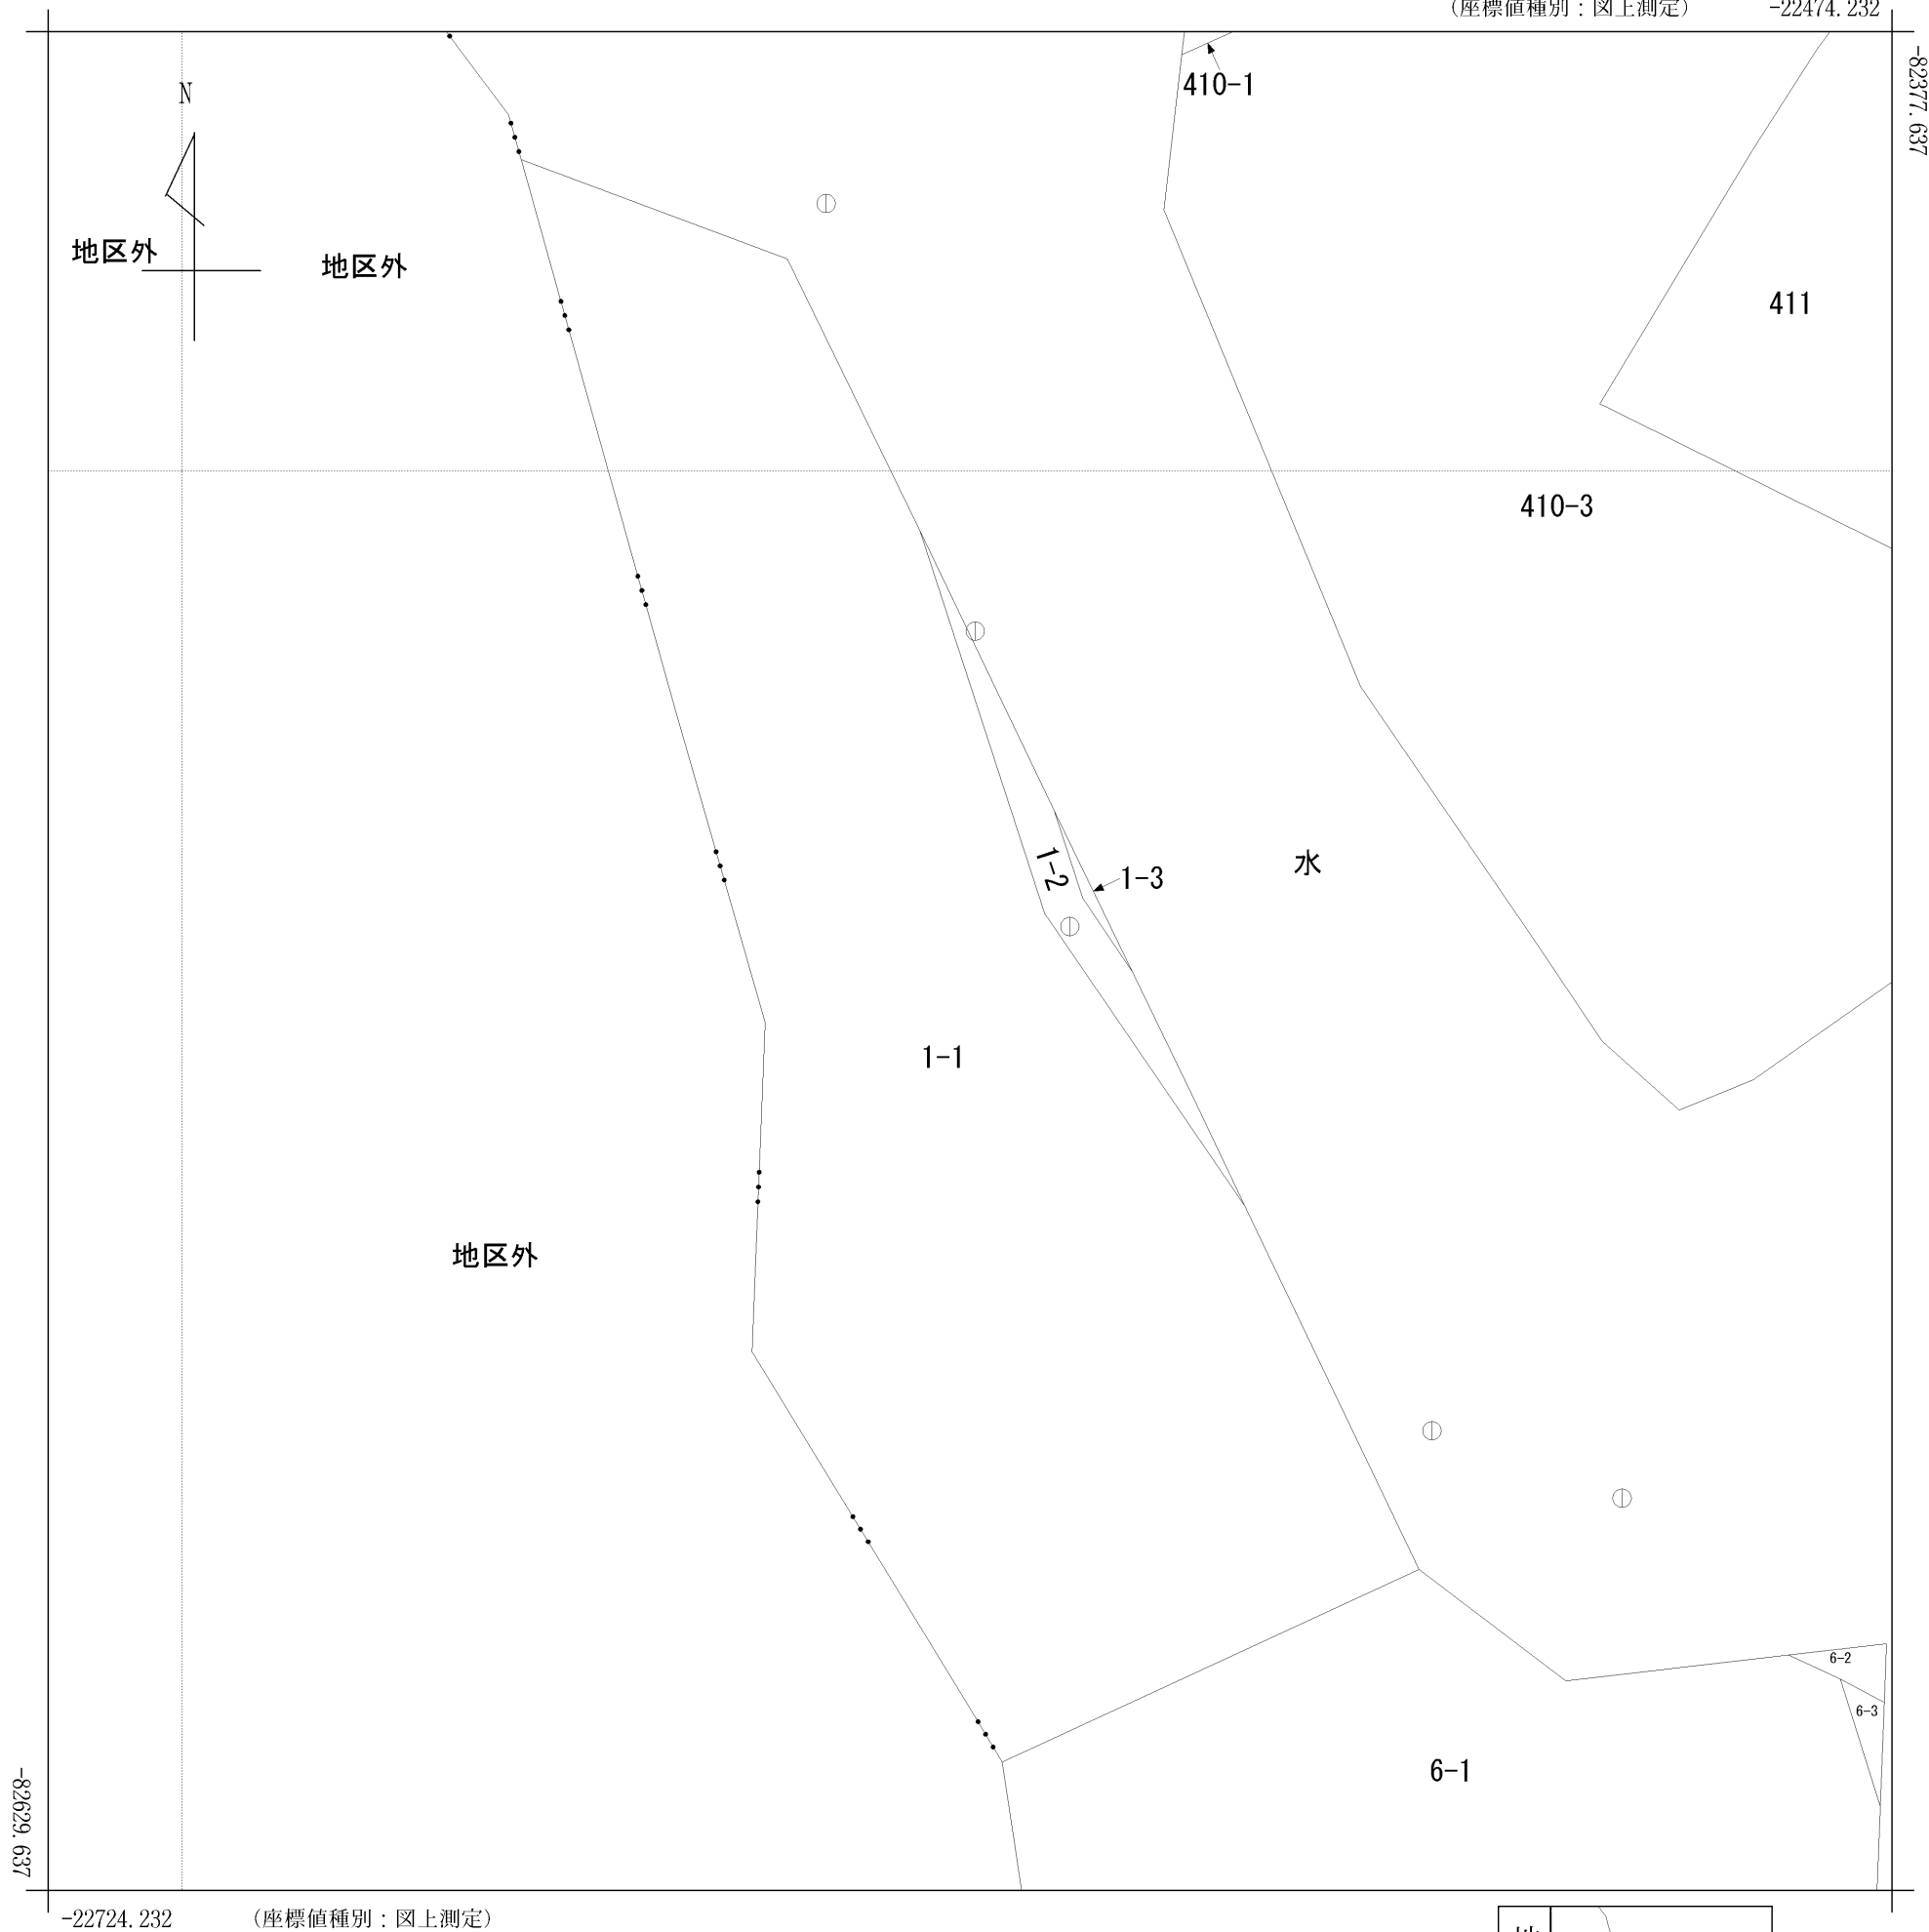 (座標値種別:図上測定) -22474.232
-82377.637
N
410-1
地区外
地区外
411
410-3
水
1-2
1-3
1-1
地区外
6-2
6-3
6-1
-82629.637
-22724.232 (座標値種別:図上測定)